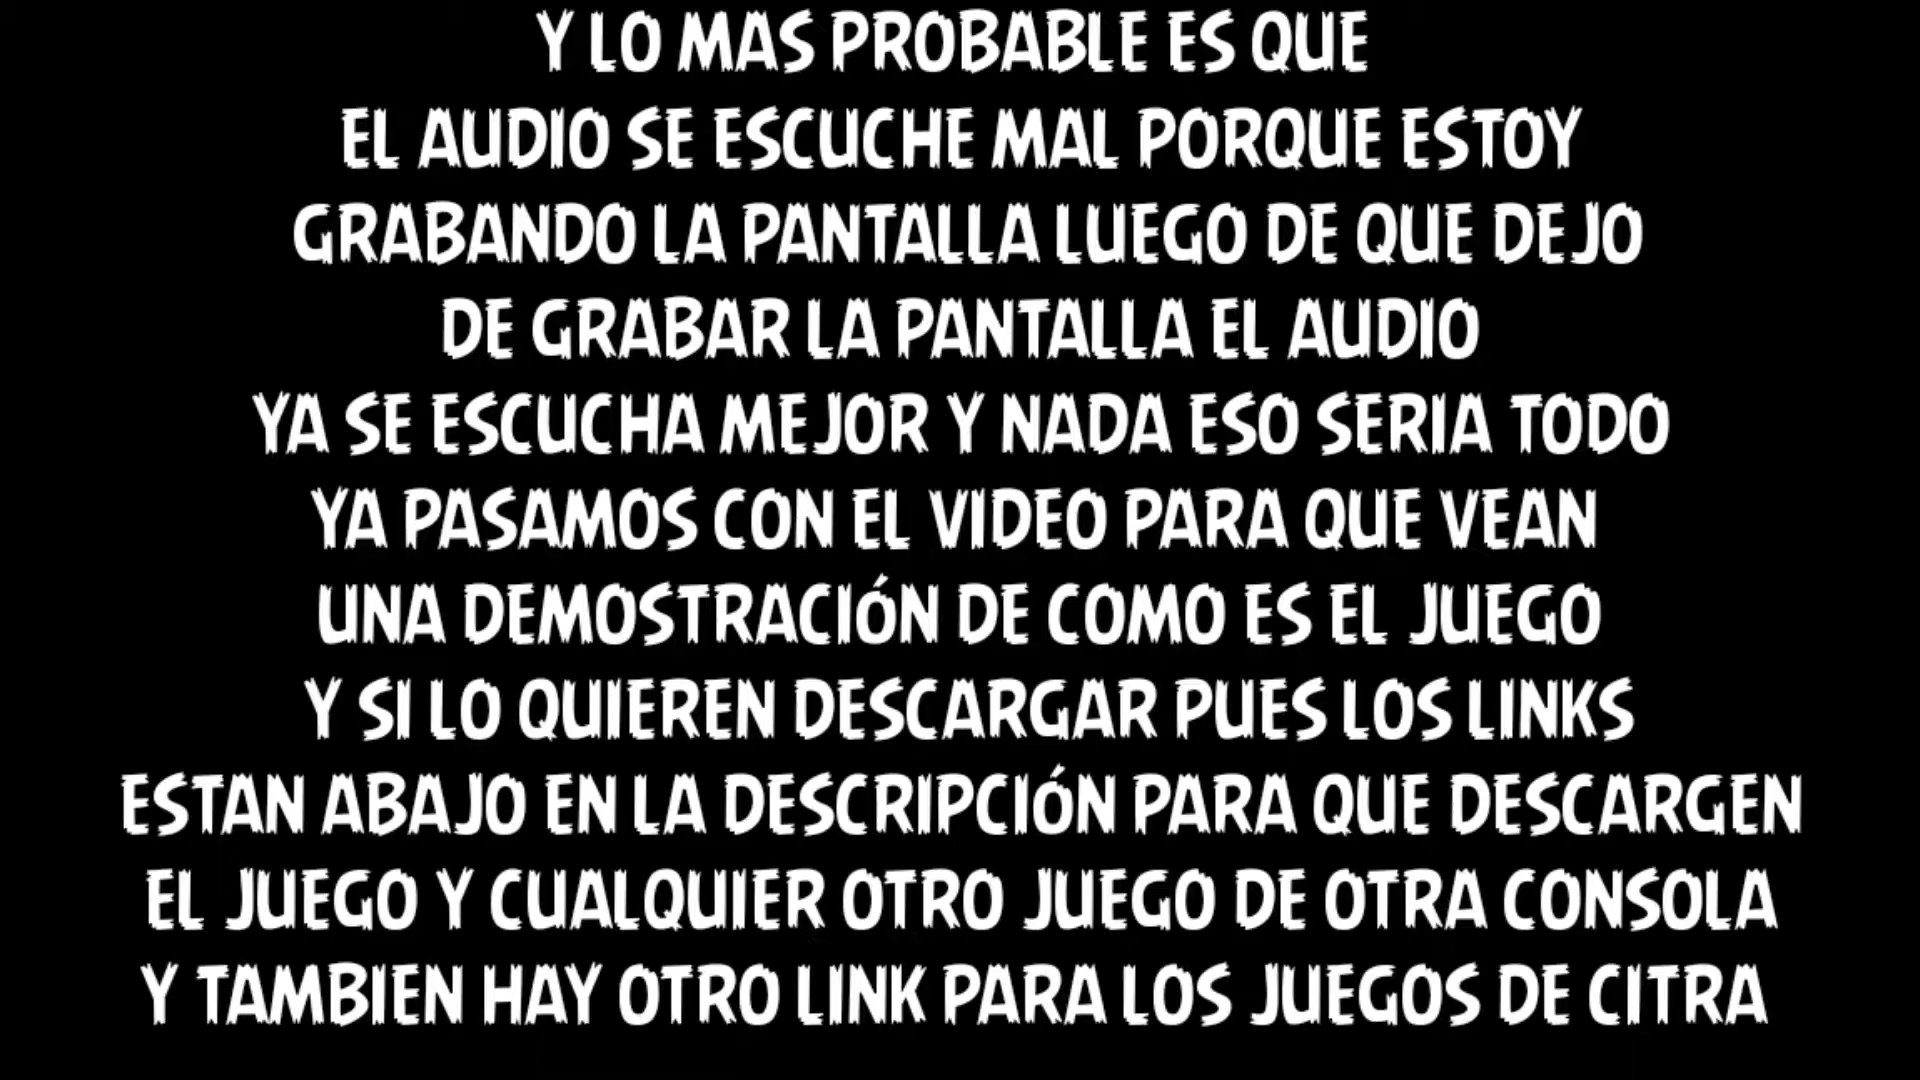 Y LO MAS PROBABLE ES QUE
EL AUDIO SE ESCUCHE MAL PORQUE ESTOY
GRABANDO LA PANTALLA LUEGO DE QUE DEJO
DE GRABAR LA PANTALLA EL AUDIO
YA SE ESCUCHA MEJOR Y NADA ESO SERIA TODO
YA PASAMOS CON EL VIDEO PARA QUE VEAN
UNA DEMOSTRACIÓN DE COMO ES EL JUEGO
Y SI LO QUIEREN DESCARGAR PUES LOS LINKS
ESTAN ABAJO EN LA DESCRIPCIÓN PARA QUE DESCARGEN
EL JUEGO Y CUALQUIER OTRO JUEGO DE OTRA CONSOLA
Y TAMBIEN HAY OTRO LINK PARA LOS JUEGOS DE CITRA